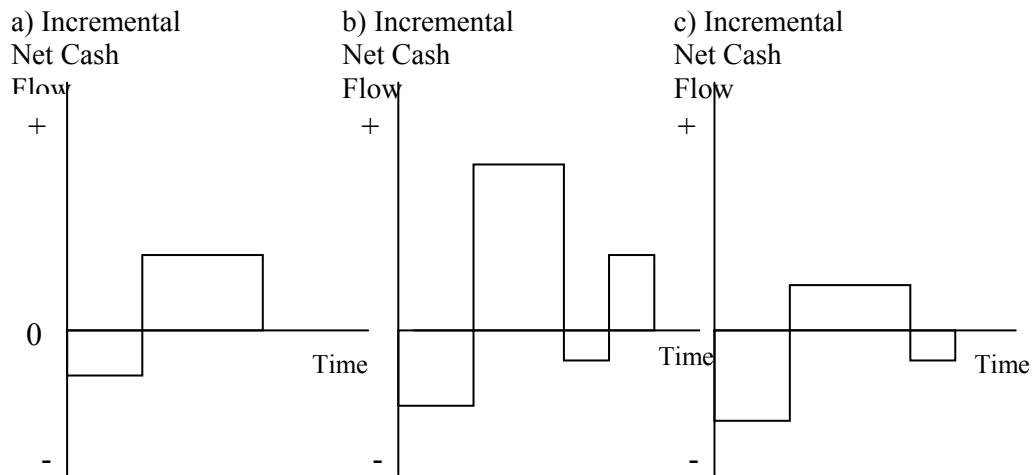 a) Incremental
Net Cash
Flow
+
0
Time
-
b) Incremental
Net Cash
Flow
+
Time
-
c) Incremental
Net Cash
Flow
+
Time
-